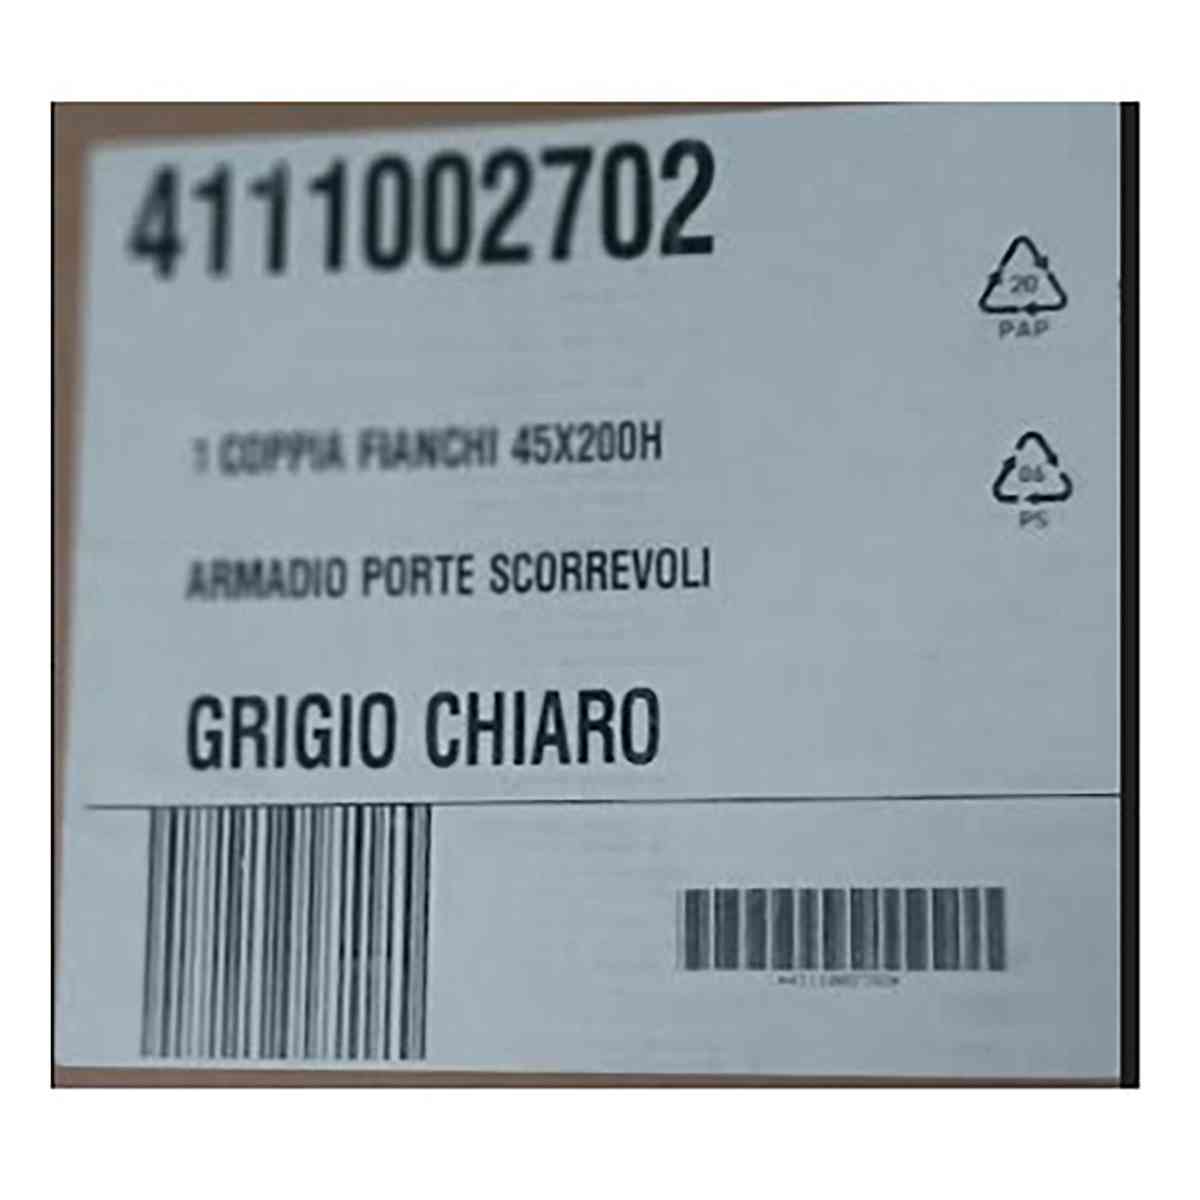 4111002702
20
PAP
1 COPPIA FIANCHI 45X200H
06
PS
ARMADIO PORTE SCORREVOLI
GRIGIO CHIARO